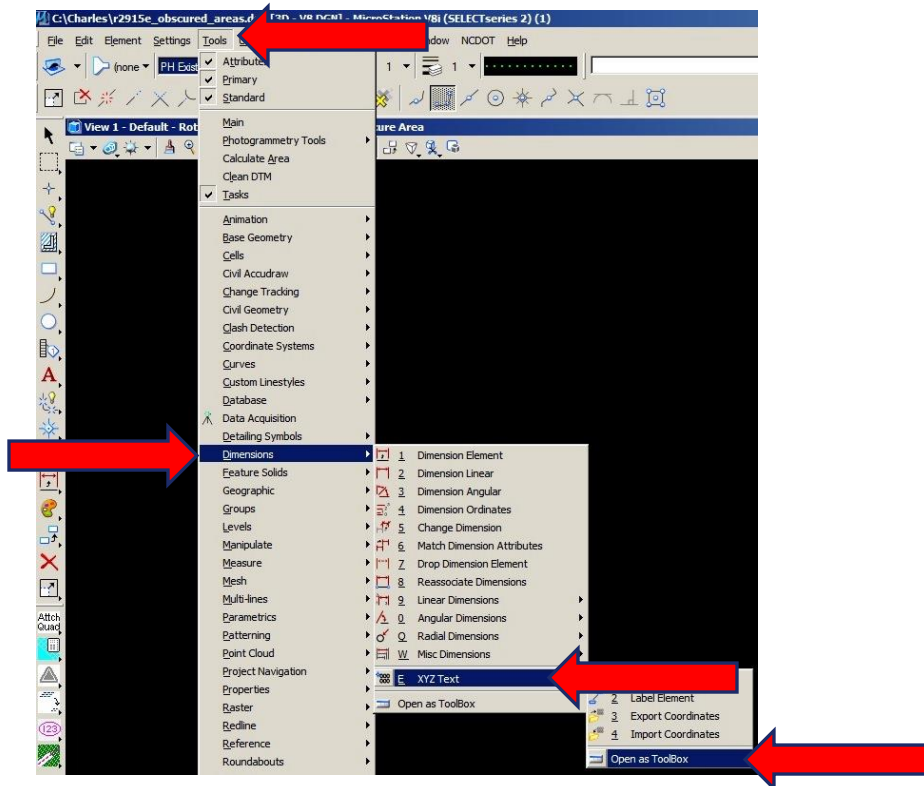 C:\Charles\r2915e_obscured_areas.d [3D - V8 DGN] - MicroStation V8i (SELECTseries 2) (1)
File Edit Element Settings Tools NCDOT Help
(none PH Exist 1 1
Attributes
Primary
Standard
View 1 - Default - Rot ture Area
Main
Photogrammetry Tools
Calculate Area
Clean DTM
Tasks
Animation
Base Geometry
Cells
Civil Accudraw
Change Tracking
Civil Geometry
Clash Detection
Coordinate Systems
Curves
Custom Linestyles
Database
Data Acquisition
Detailing Symbols
Dimensions
Feature Solids
Geographic
Groups
Levels
Manipulate
Measure
Mesh
Multi-lines
Parametrics
Patterning
Point Cloud
Project Navigation
Properties
Raster
Redline
Reference
Roundabouts
1 Dimension Element
2 Dimension Linear
3 Dimension Angular
4 Dimension Ordinates
5 Change Dimension
6 Match Dimension Attributes
7 Drop Dimension Element
8 Reassociate Dimensions
9 Linear Dimensions
0 Angular Dimensions
Q Radial Dimensions
W Misc Dimensions
E XYZ Text
Open as ToolBox
2 Label Element
3 Export Coordinates
4 Import Coordinates
Open as ToolBox
A
Attch
Quad
123